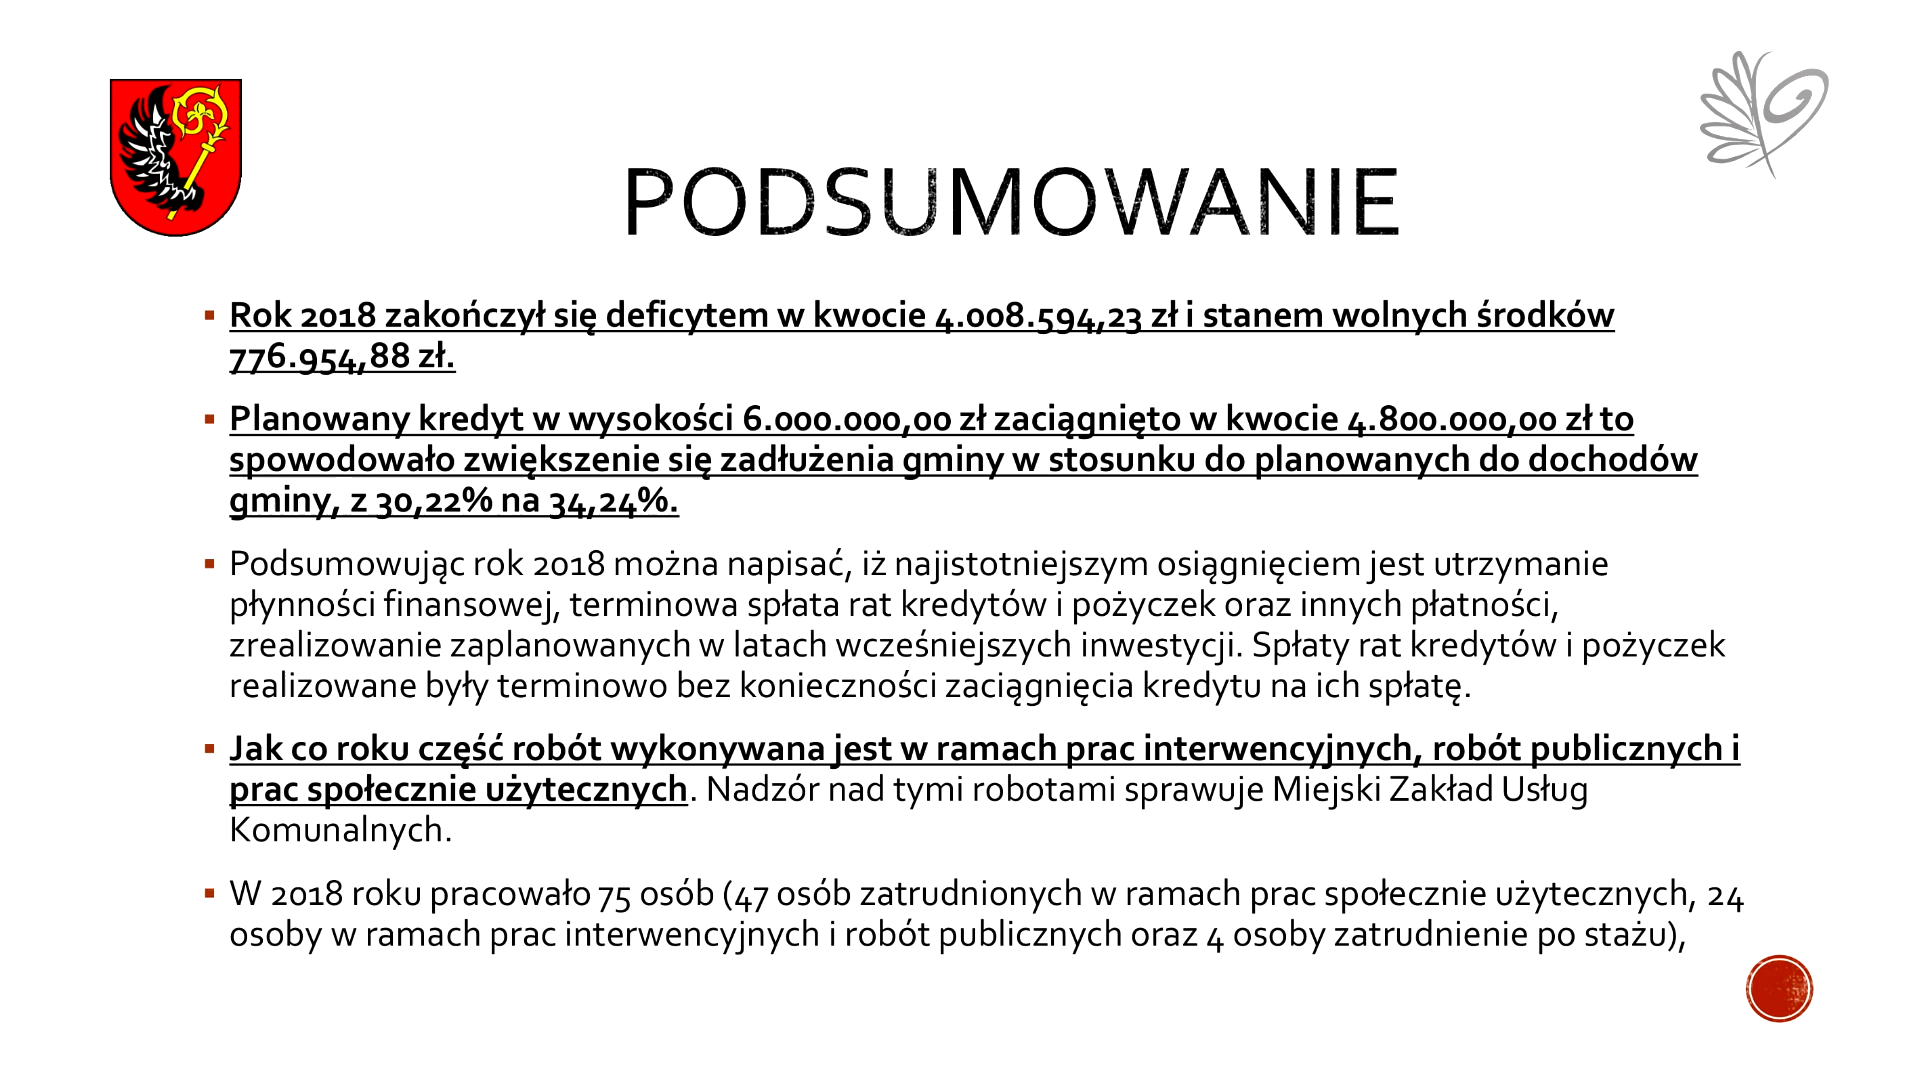 PODSUMOWANIE
▪ Rok 2018 zakończył się deficytem w kwocie 4.008.594,23 zł i stanem wolnych środków
776.954,88 zł.
▪ Planowany kredyt w wysokości 6.000.000,00 zł zaciągnięto w kwocie 4.800.000,00 zł to
spowodowało zwiększenie się zadłużenia gminy w stosunku do planowanych do dochodów
gminy, z 30,22% na 34,24%.
▪ Podsumowując rok 2018 można napisać, iż najistotniejszym osiągnięciem jest utrzymanie
płynności finansowej, terminowa spłata rat kredytów i pożyczek oraz innych płatności,
zrealizowanie zaplanowanych w latach wcześniejszych inwestycji. Spłaty rat kredytów i pożyczek
realizowane były terminowo bez konieczności zaciągnięcia kredytu na ich spłatę.
▪ Jak co roku część robót wykonywana jest w ramach prac interwencyjnych, robót publicznych i
prac społecznie użytecznych. Nadzór nad tymi robotami sprawuje Miejski Zakład Usług
Komunalnych.
▪ W 2018 roku pracowało 75 osób (47 osób zatrudnionych w ramach prac społecznie użytecznych, 24
osoby w ramach prac interwencyjnych i robót publicznych oraz 4 osoby zatrudnienie po stażu),